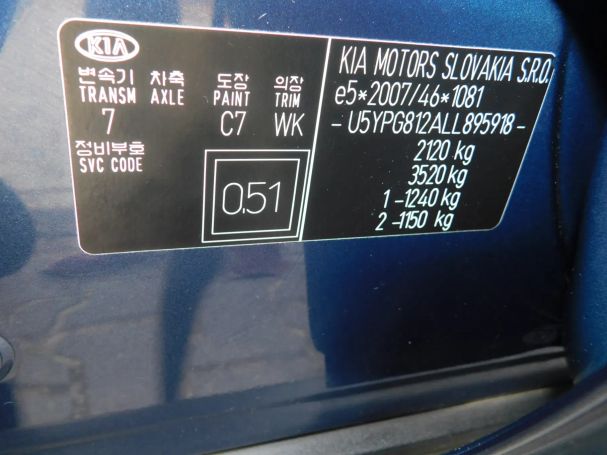 KIA
변속기 차축 도장 의장
TRANSM AXLE PAINT TRIM
7 C7 WK
정비부호
SVC CODE
0.51
KIA MOTORS SLOVAKIA S.R.O.
e5*2007/46*1081
- U5YPG812ALL895918 -
2120 kg
3520 kg
1 -1240 kg
2 -1150 kg